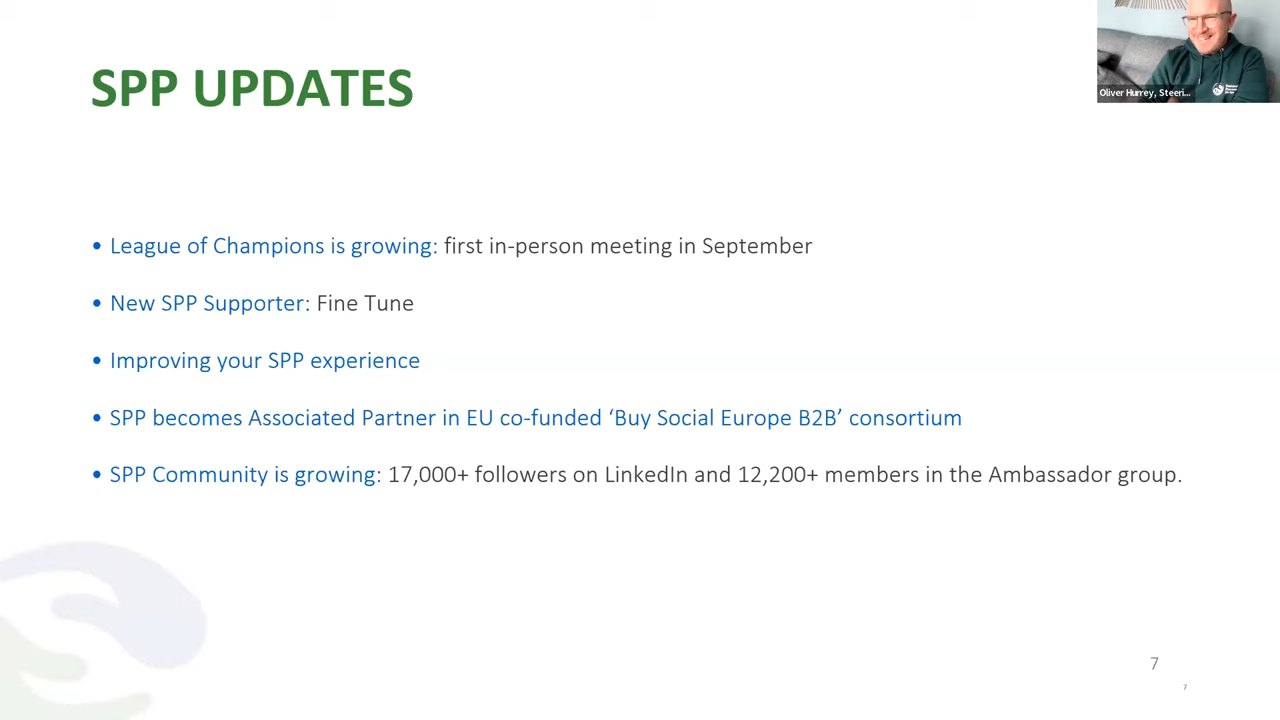 SPP UPDATES
Oliver Hurrey, Steeri...
• League of Champions is growing: first in-person meeting in September
• New SPP Supporter: Fine Tune
• Improving your SPP experience
• SPP becomes Associated Partner in EU co-funded ‘Buy Social Europe B2B’ consortium
• SPP Community is growing: 17,000+ followers on LinkedIn and 12,200+ members in the Ambassador group.
7
7